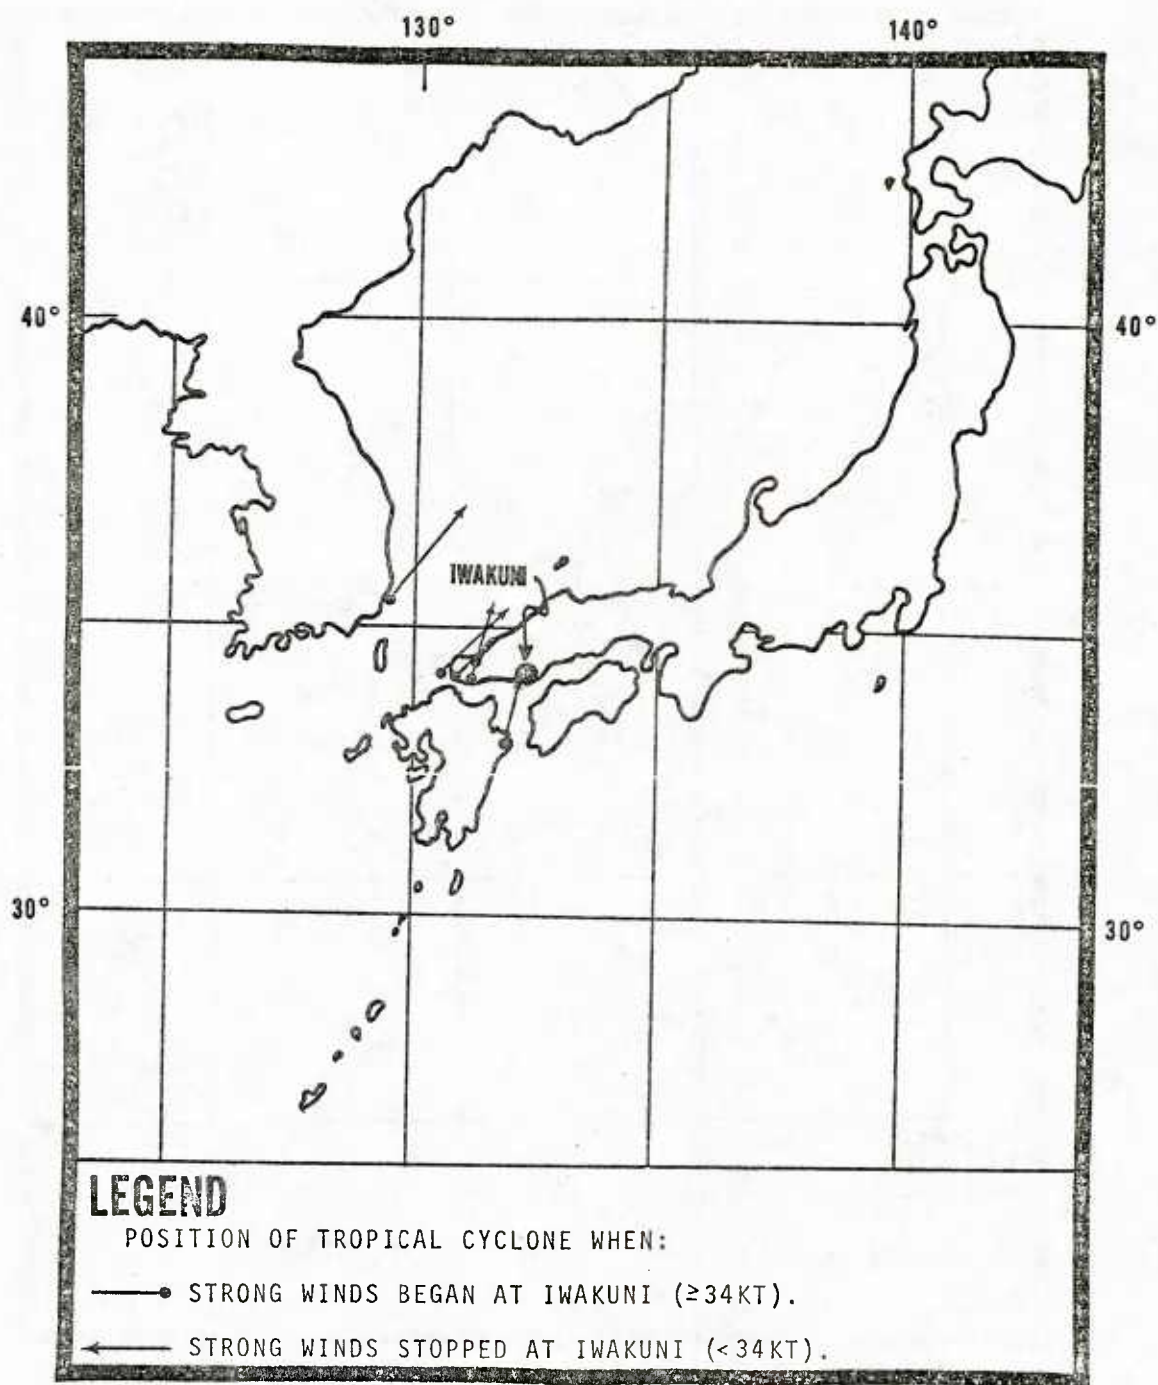 130° 140°
40° 40°
IWAKUNI
30° 30°
LEGEND
POSITION OF TROPICAL CYCLONE WHEN:
STRONG WINDS BEGAN AT IWAKUNI (≥34KT).
STRONG WINDS STOPPED AT IWAKUNI (<34KT).